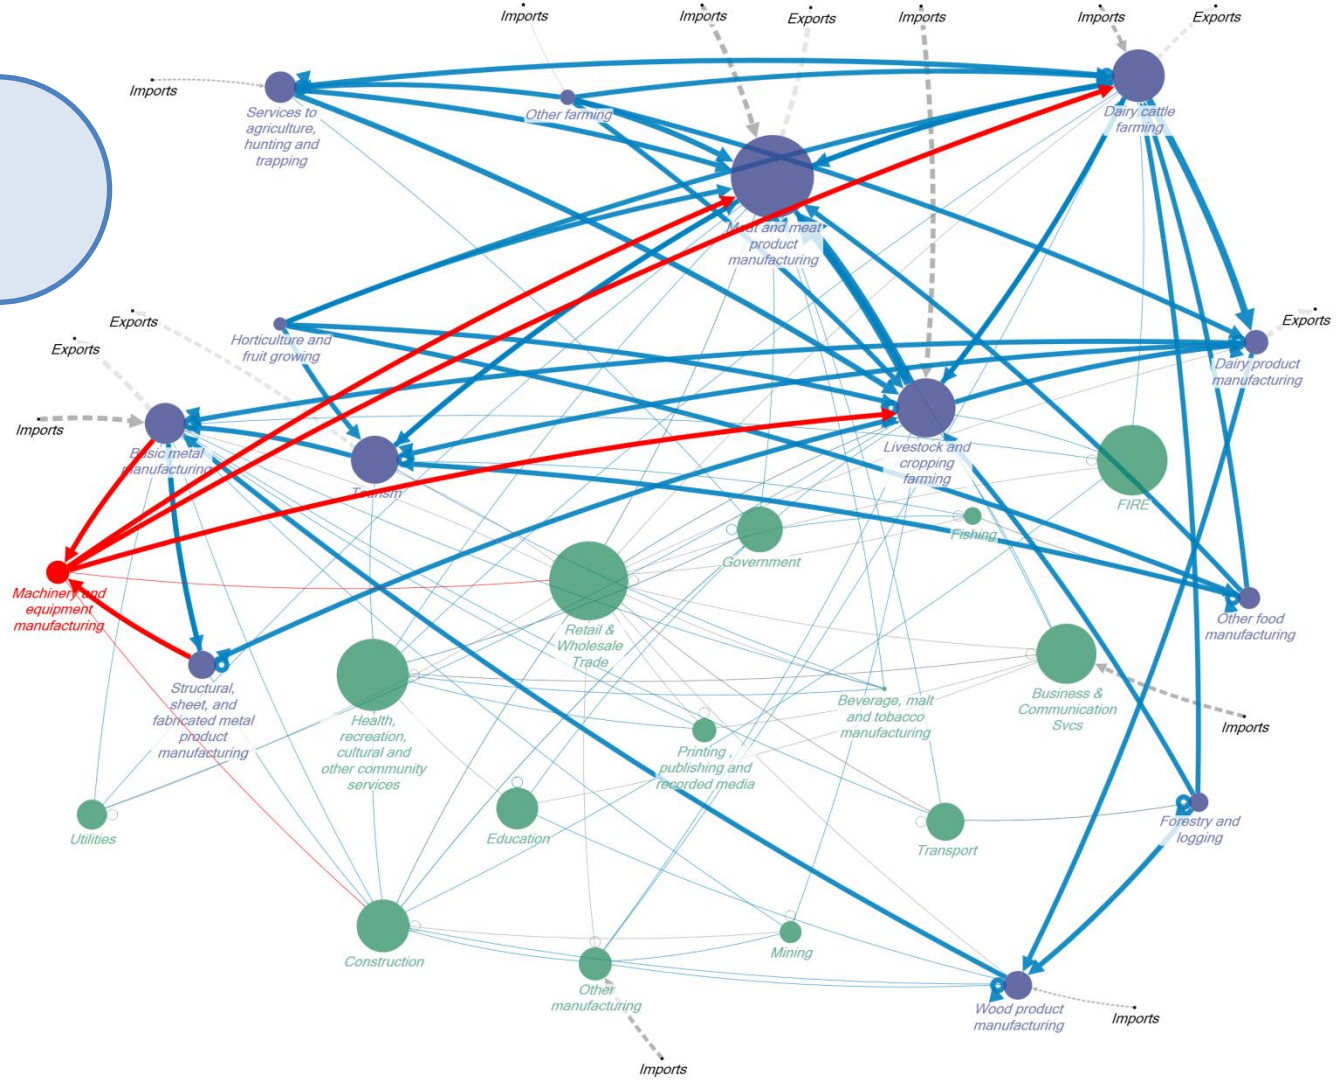 Imports
Imports
Exports
Imports
Imports
Exports
Imports
Services to
agriculture,
hunting and
trapping
Other farming
Dairy cattle
farming
Meat and meat
product
manufacturing
Exports
Exports
Horticulture and
fruit growing
Exports
Dairy product
manufacturing
Imports
Basic metal
manufacturing
Tourism
Livestock and
cropping
farming
FIRE
Government
Fishing
Machinery and
equipment
manufacturing
Other food
manufacturing
Retail &
Wholesale
Trade
Structural,
sheet, and
fabricated metal
product
manufacturing
Health,
recreation,
cultural and
other community
services
Beverage, malt
and tobacco
manufacturing
Business &
Communication
Svcs
Imports
Printing ,
publishing and
recorded media
Utilities
Education
Transport
Forestry and
logging
Construction
Mining
Other
manufacturing
Wood product
manufacturing
Imports
Imports